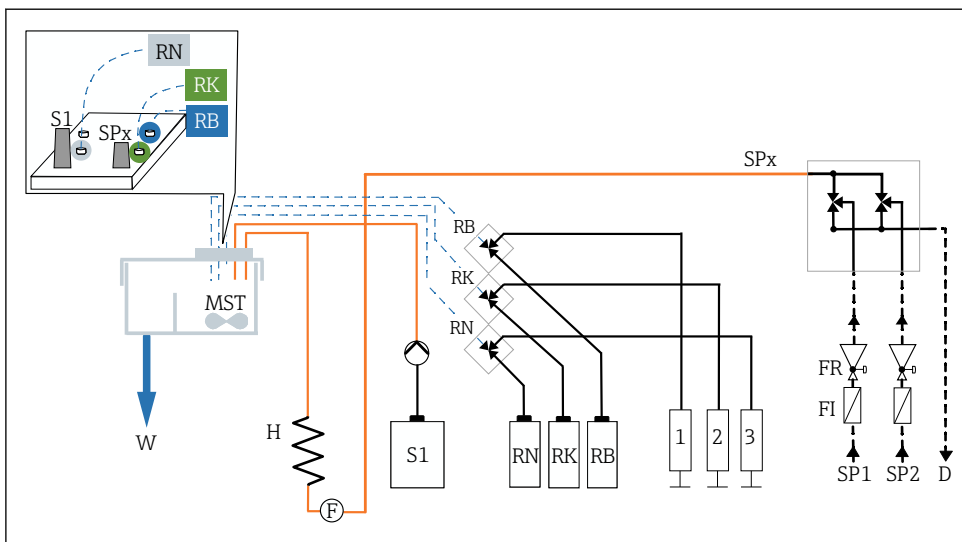 RN
RK
RB
S1
SPx
SPx
RB
RK
RN
MST
W
H
F
S1
RN
RK
RB
1
2
3
FR
FI
SP1
SP2
D